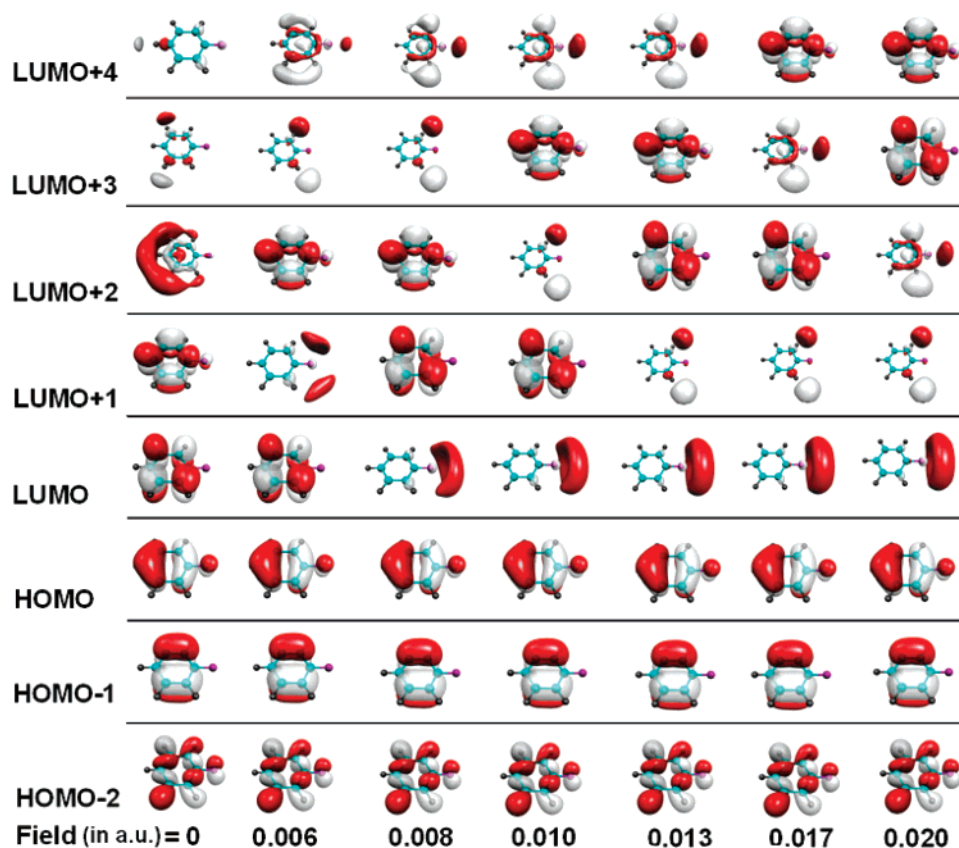 LUMO+4
LUMO+3
LUMO+2
LUMO+1
LUMO
HOMO
HOMO-1
HOMO-2
Field (in a.u.) = 0 0.006 0.008 0.010 0.013 0.017 0.020